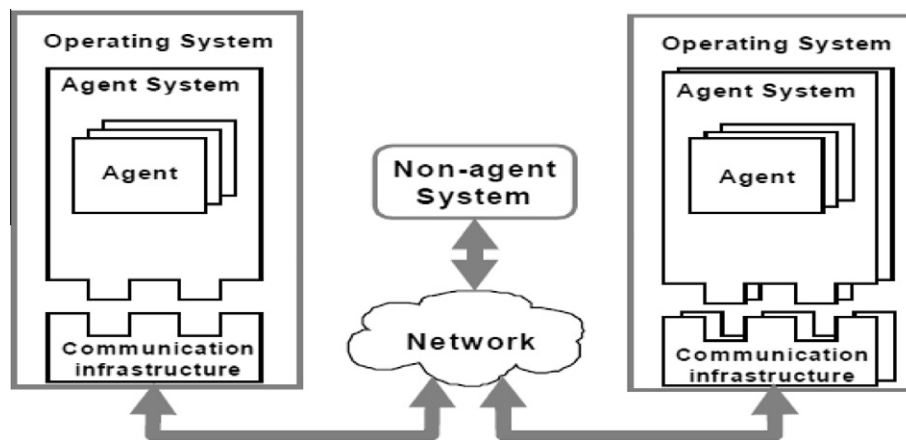 Operating System
Agent System
Agent
Communication
infrastructure
Non-agent
System
Network
Operating System
Agent System
Agent
Communication
infrastructure